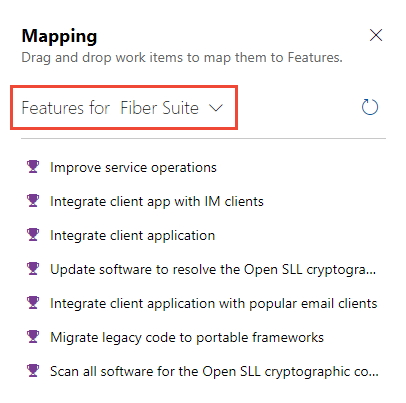 Mapping
Drag and drop work items to map them to Features.
Features for Fiber Suite
Improve service operations
Integrate client app with IM clients
Integrate client application
Update software to resolve the Open SLL cryptogra...
Integrate client application with popular email clients
Migrate legacy code to portable frameworks
Scan all software for the Open SLL cryptographic co...